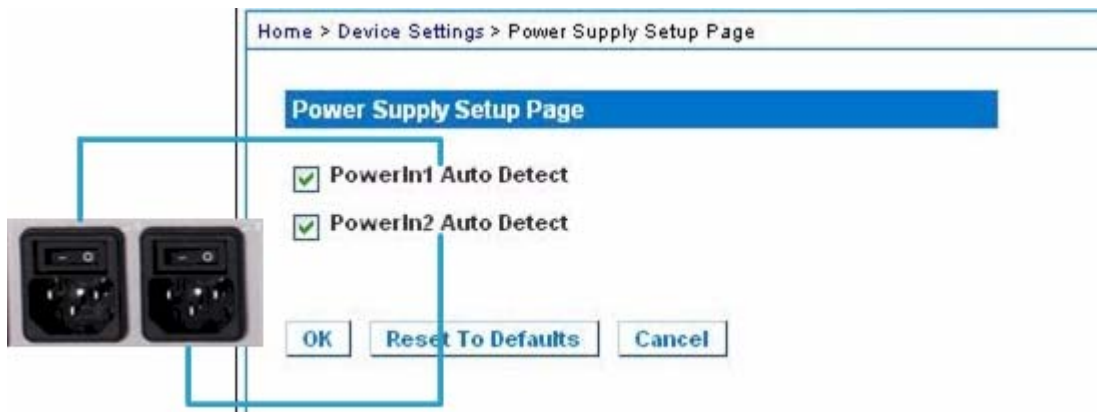 Home > Device Settings > Power Supply Setup Page
Power Supply Setup Page
PowerIn1 Auto Detect
PowerIn2 Auto Detect
OK
Reset To Defaults
Cancel